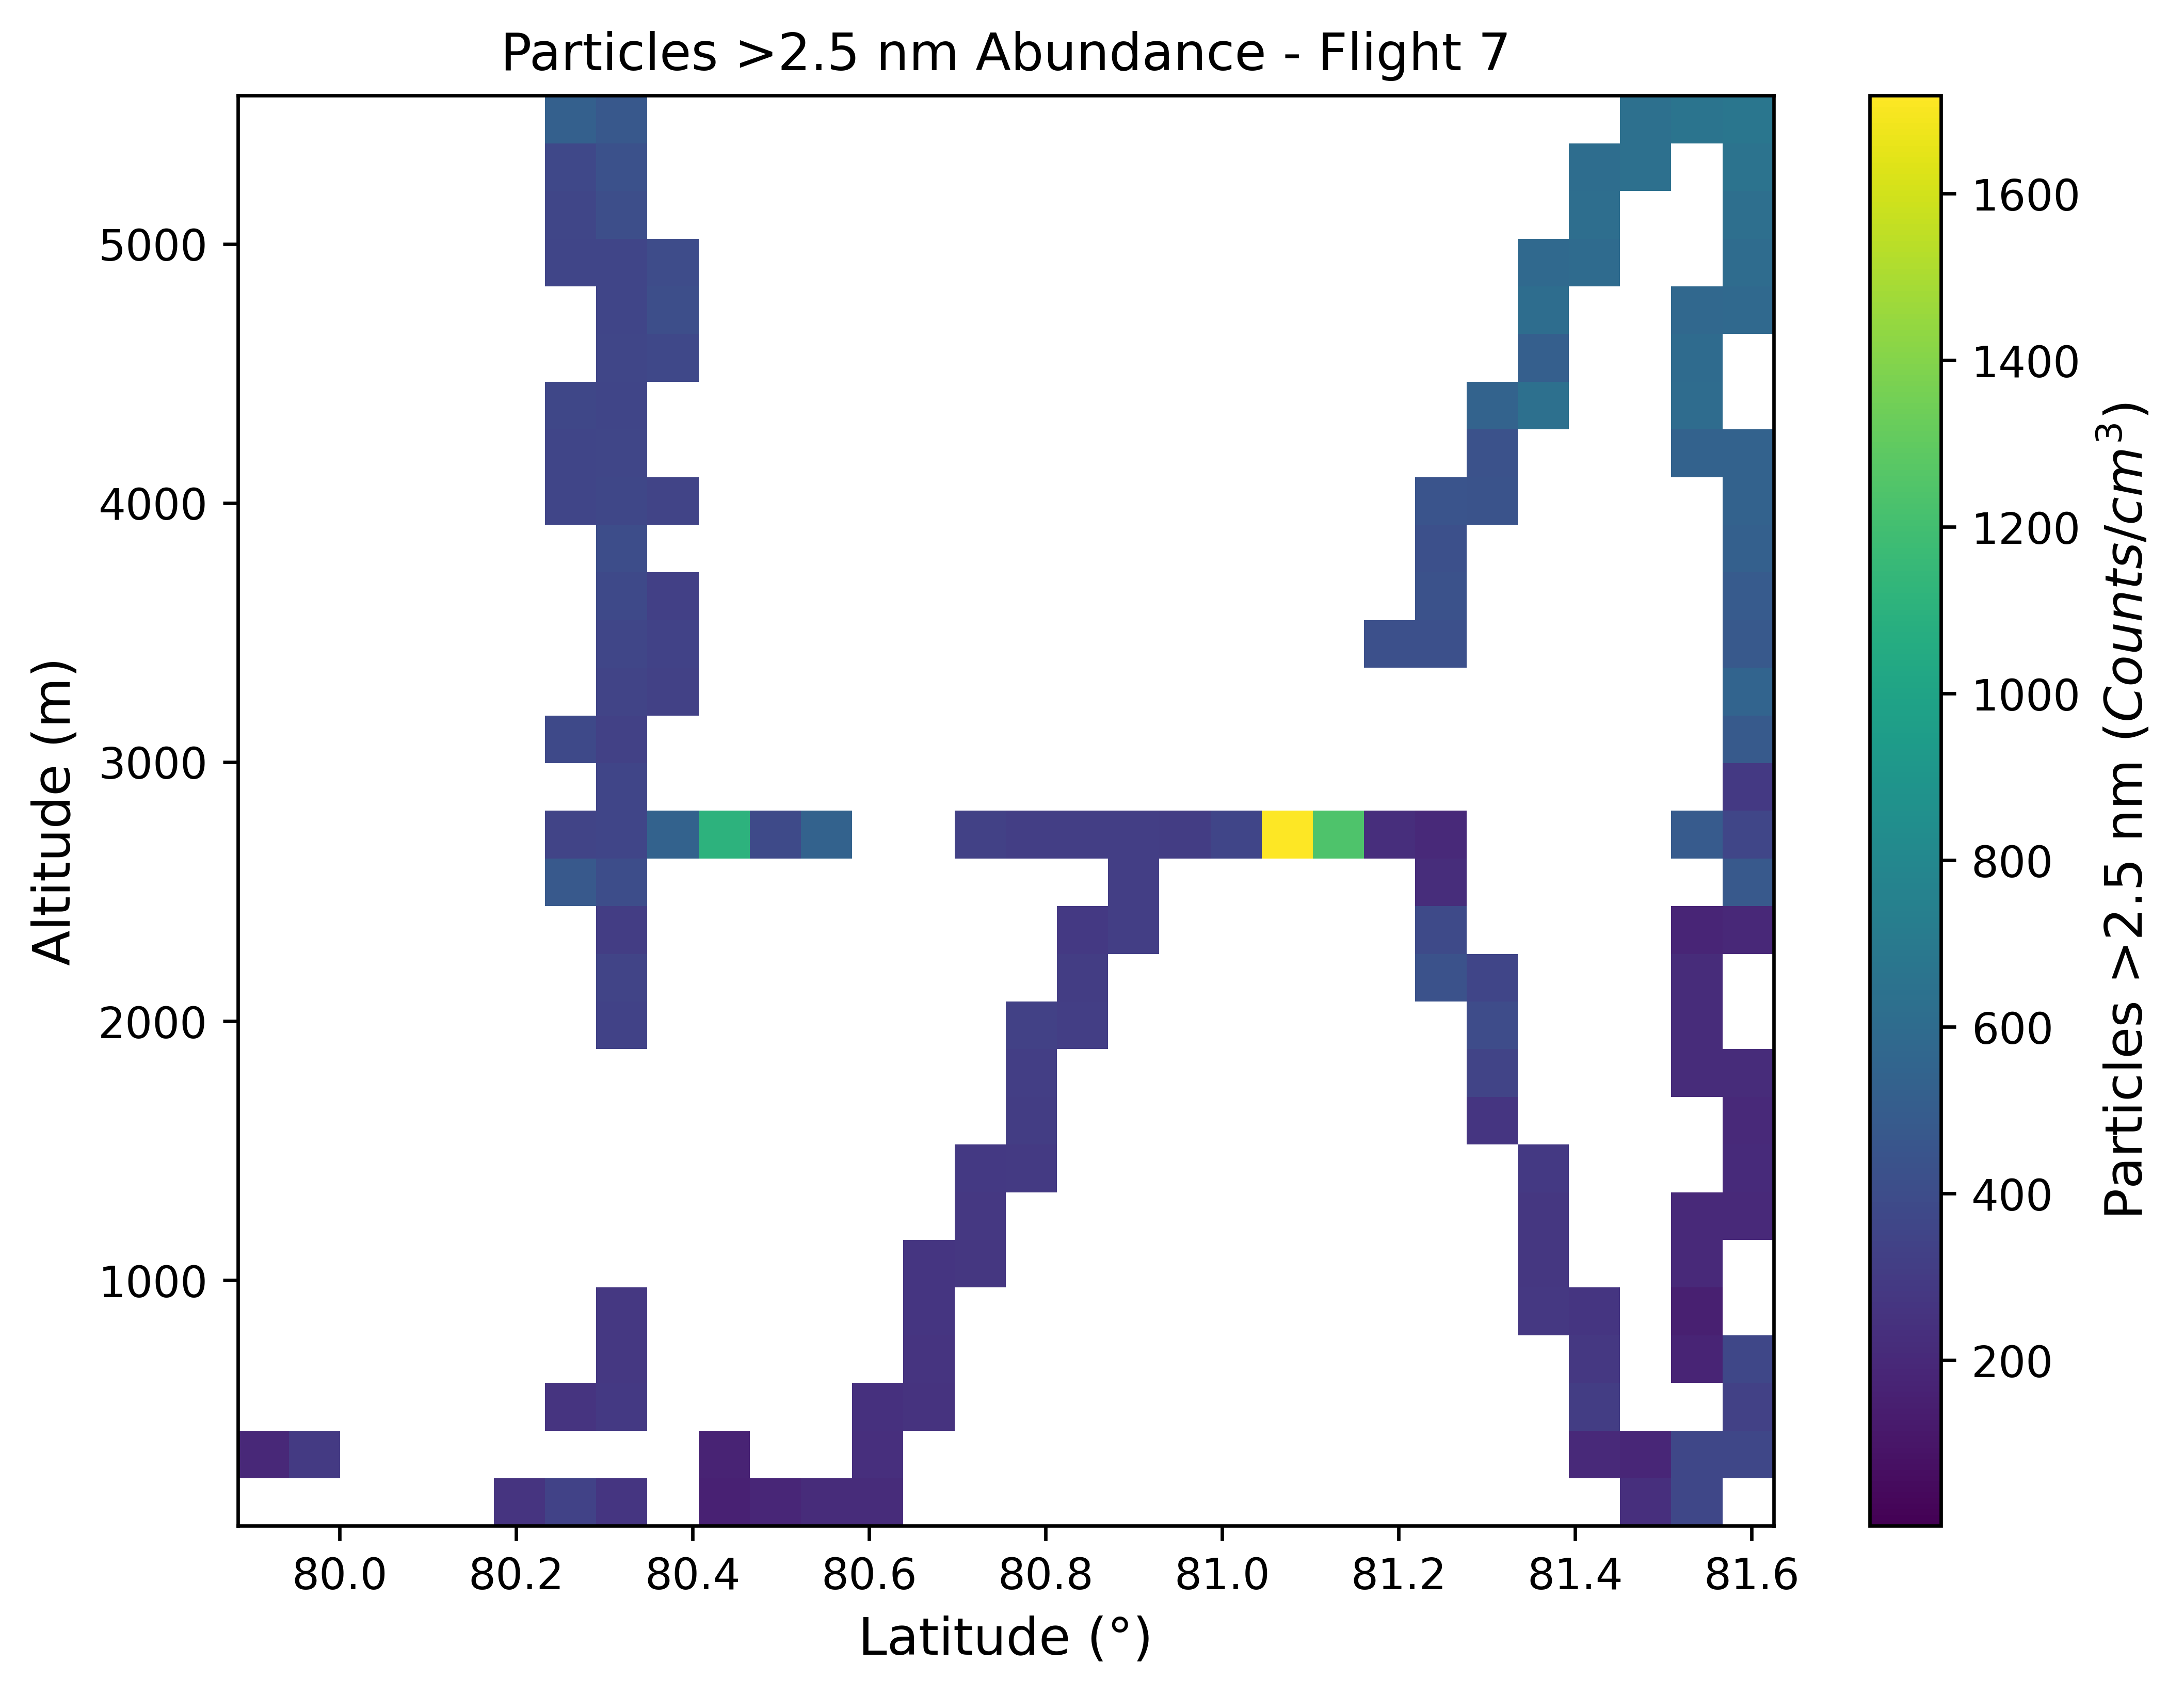 Particles >2.5 nm Abundance - Flight 7
5000
4000
3000
2000
1000
Altitude (m)
80.0 80.2 80.4 80.6 80.8 81.0 81.2 81.4 81.6
Latitude (°)
1600
1400
1200
1000
800
600
400
200
Particles >2.5 nm (Counts/cm³)